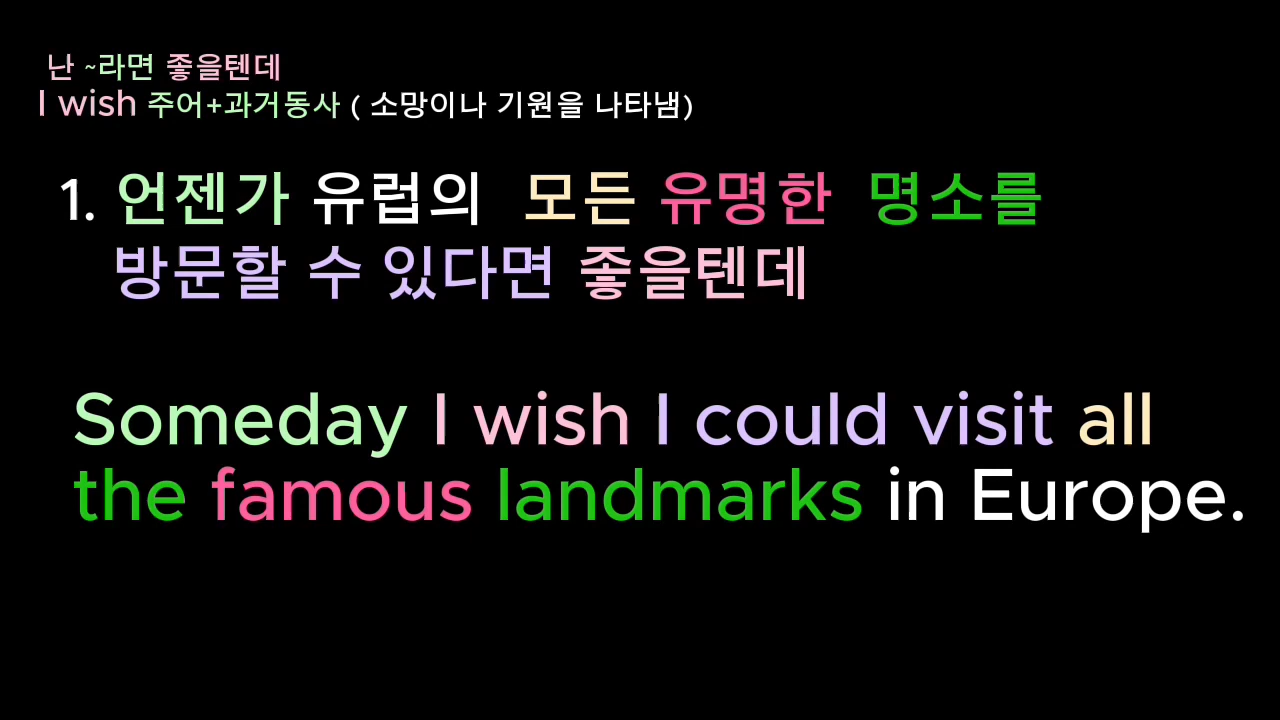 난 ~라면 좋을텐데
I wish 주어+과거동사 ( 소망이나 기원을 나타냄)
1. 언젠가 유럽의 모든 유명한 명소를
방문할 수 있다면 좋을텐데
Someday I wish I could visit all
the famous landmarks in Europe.